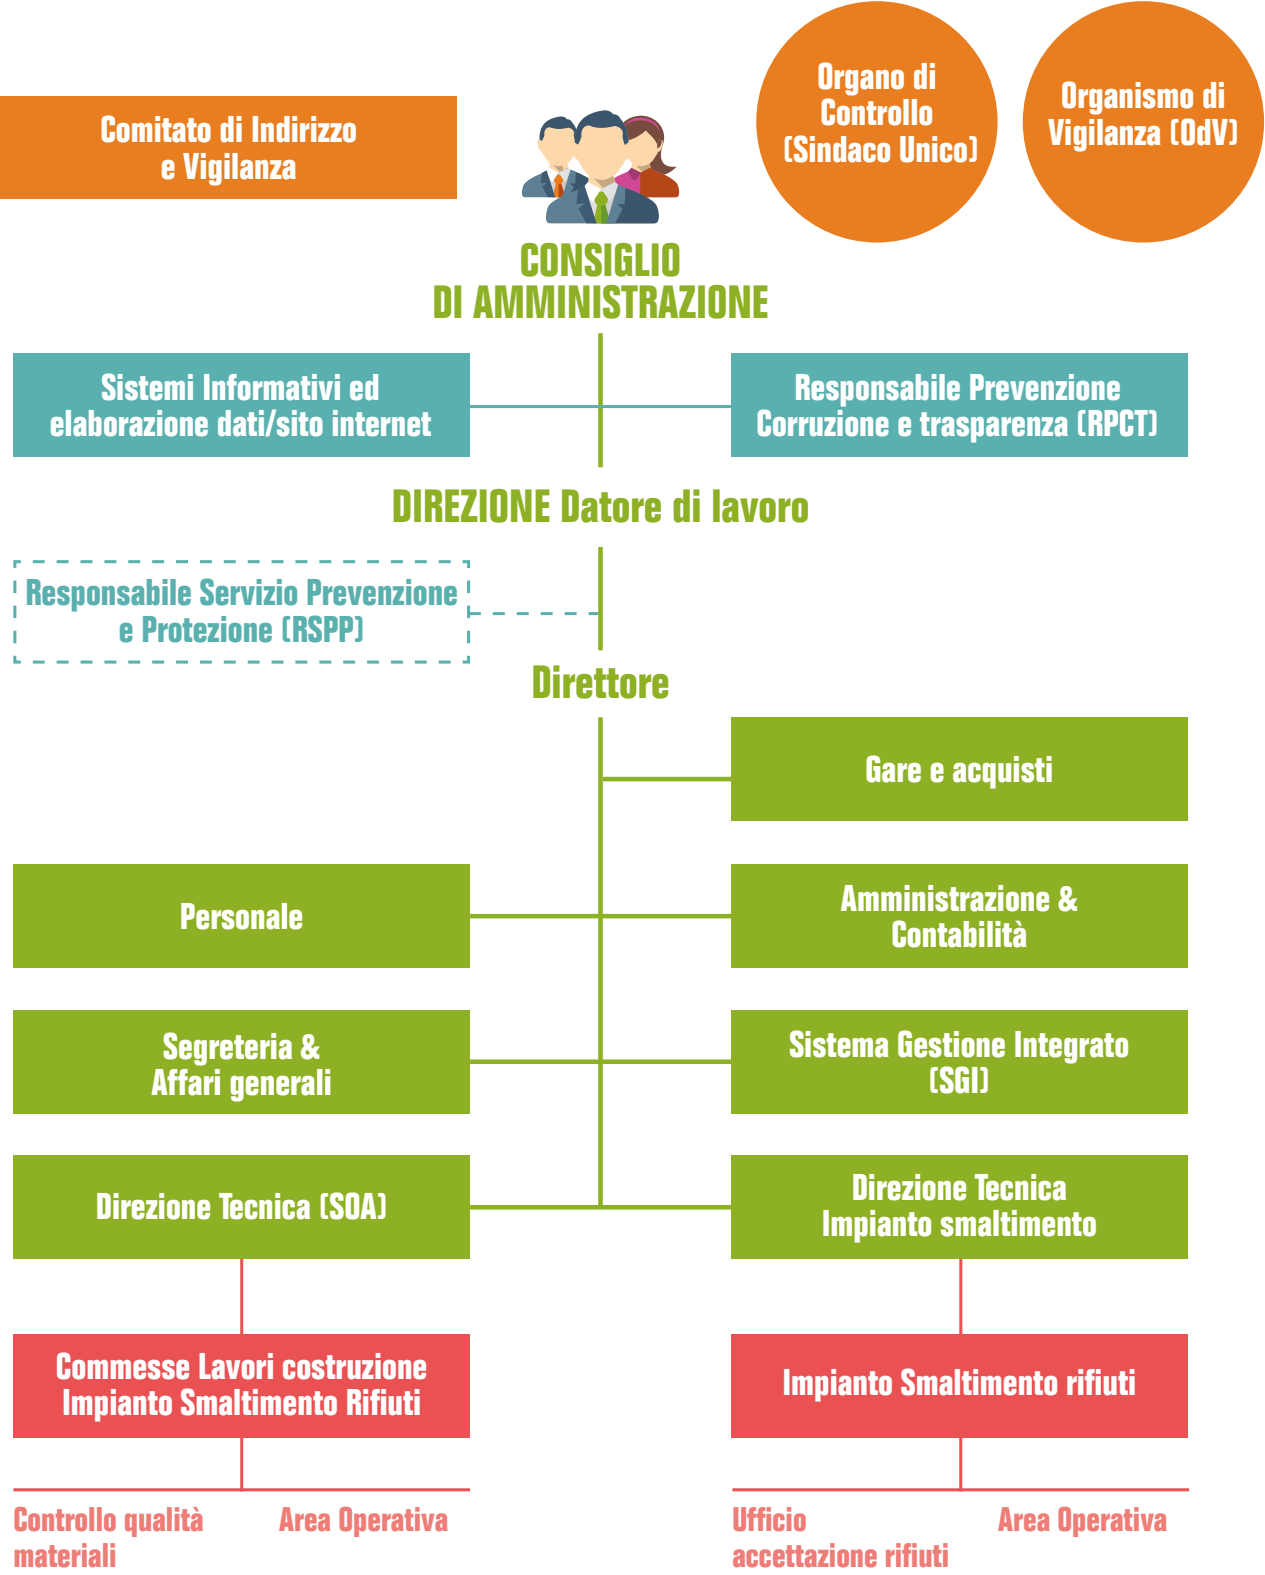 Comitato di Indirizzo
e Vigilanza
Organo di
Controllo
(Sindaco Unico)
Organismo di
Vigilanza (OdV)
CONSIGLIO
DI AMMINISTRAZIONE
Sistemi Informativi ed
elaborazione dati/sito internet
Responsabile Prevenzione
Corruzione e trasparenza (RPCT)
DIREZIONE Datore di lavoro
Responsabile Servizio Prevenzione
e Protezione (RSPP)
Direttore
Gare e acquisti
Personale
Amministrazione &
Contabilità
Segreteria &
Affari generali
Sistema Gestione Integrato
(SGI)
Direzione Tecnica (SOA)
Direzione Tecnica
Impianto smaltimento
Commesse Lavori costruzione
Impianto Smaltimento Rifiuti
Impianto Smaltimento rifiuti
Controllo qualità
materiali
Area Operativa
Ufficio
accettazione rifiuti
Area Operativa